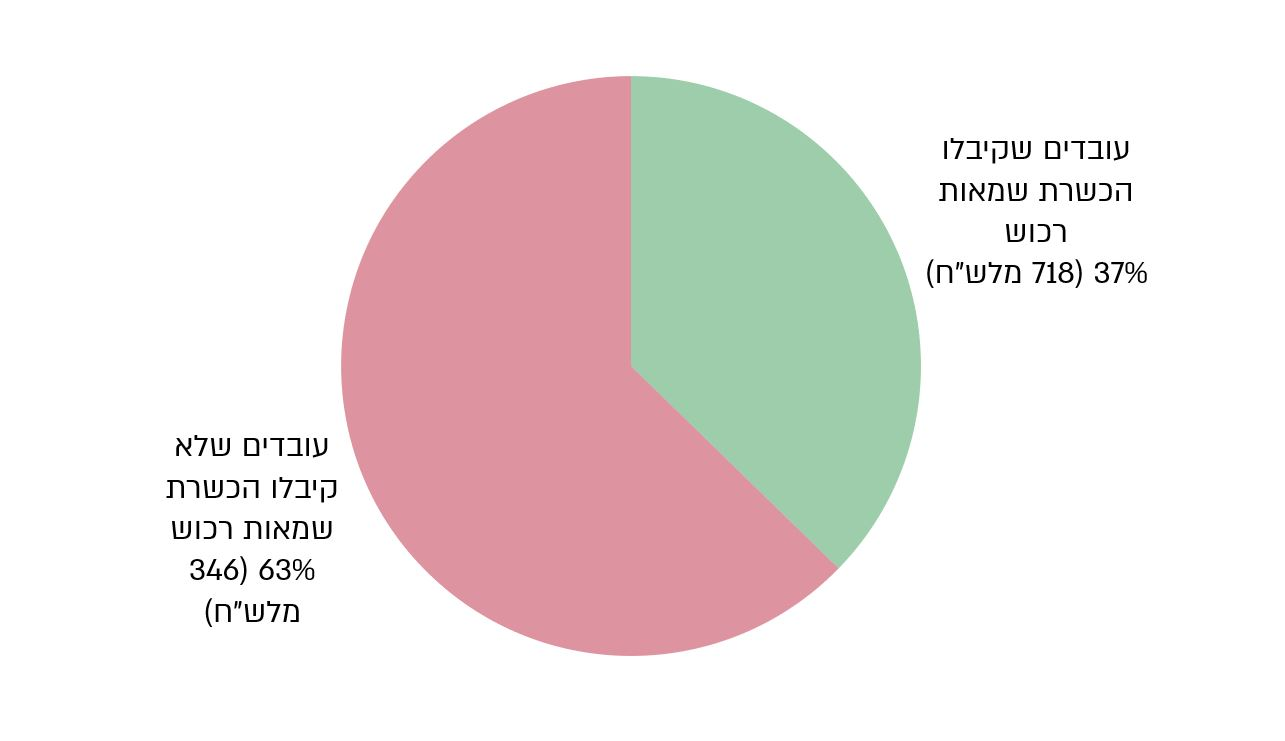 עובדים שקיבלו
הכשרת שמאות
רכוש
37% (718 מלש"ח)
עובדים שלא
קיבלו הכשרת
שמאות רכוש
63% (346
מלש"ח)